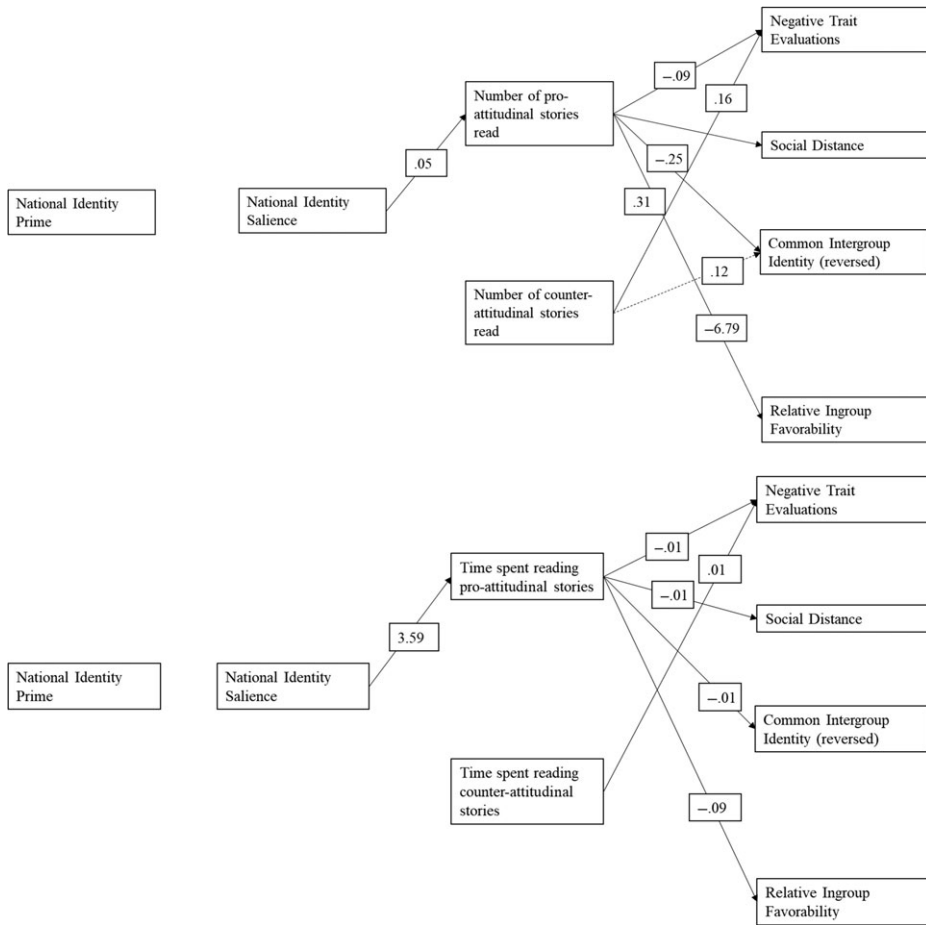 Negative Trait
Evaluations
−.09
.16
Number of pro-
attitudinal stories
read
Social Distance
.05
−.25
National Identity
Prime
National Identity
Salience
.31
Common Intergroup
Identity (reversed)
.12
Number of counter-
attitudinal stories
read
−6.79
Relative Ingroup
Favorability
Negative Trait
Evaluations
−.01
.01
Time spent reading
pro-attitudinal stories
−.01
Social Distance
3.59
National Identity
Prime
National Identity
Salience
−.01
Common Intergroup
Identity (reversed)
Time spent reading
counter-attitudinal
stories
−.09
Relative Ingroup
Favorability